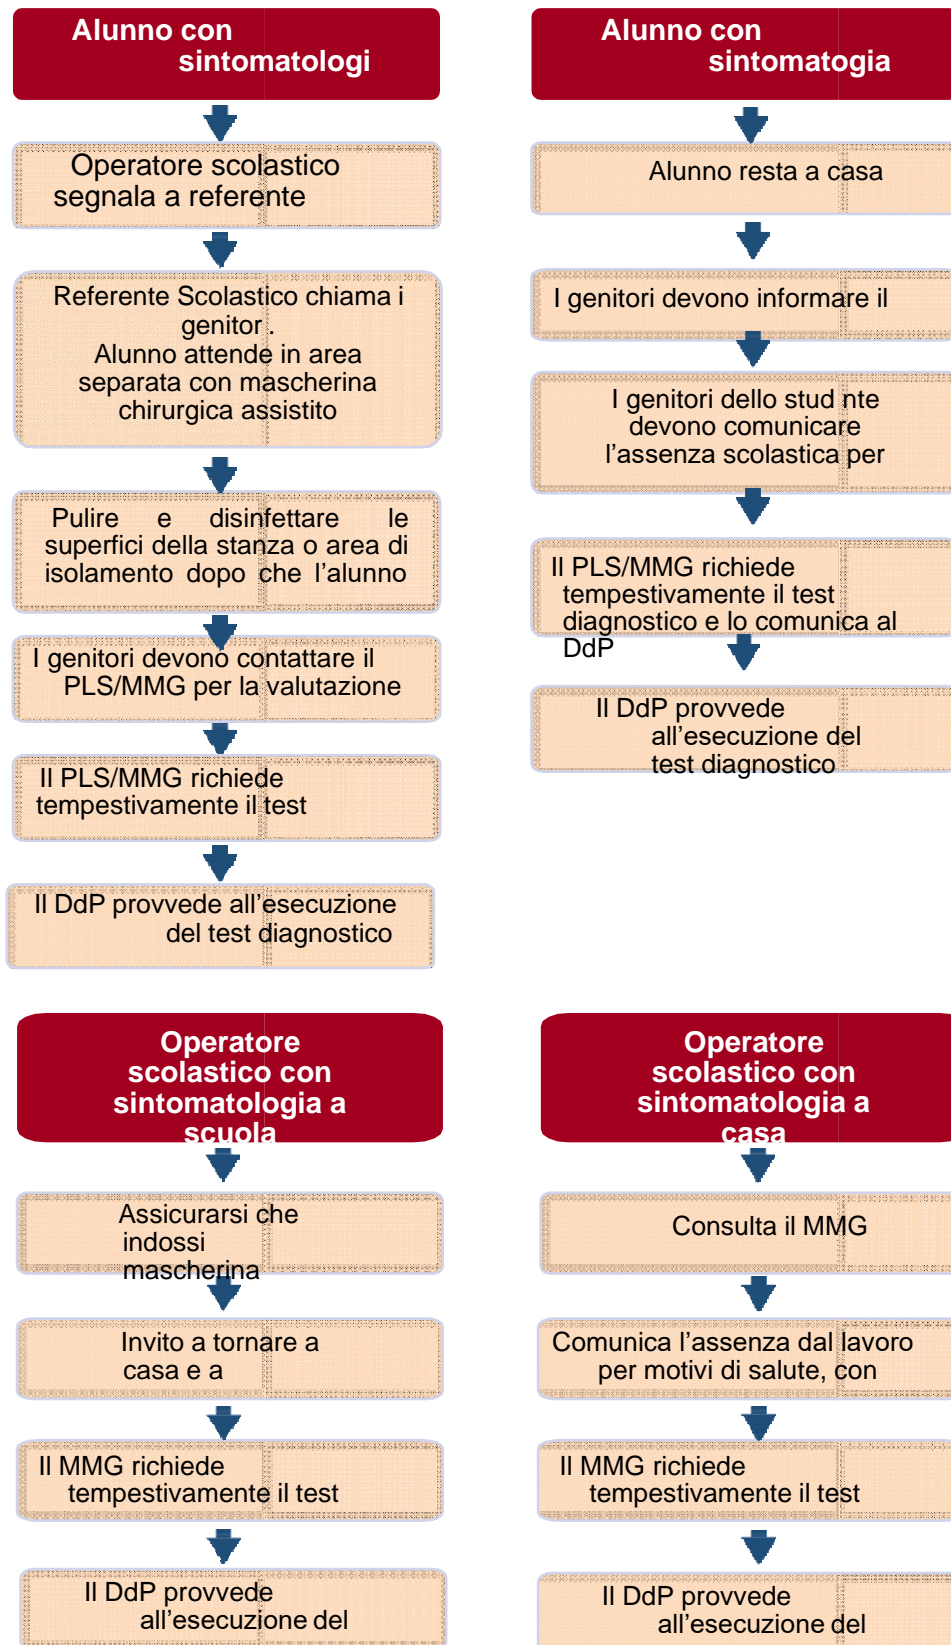 Alunno con
sintomatologi
Operatore scolastico
segnala a referente
Referente Scolastico chiama i
genitor .
Alunno attende in area
separata con mascherina
chirurgica assistito
Pulire e disinfettare le
superfici della stanza o area di
isolamento dopo che l’alunno
I genitori devono contattare il
PLS/MMG per la valutazione
Il PLS/MMG richiede
tempestivamente il test
Il DdP provvede all’esecuzione
del test diagnostico
Alunno con
sintomatogia
Alunno resta a casa
I genitori devono informare il
I genitori dello stud nte
devono comunicare
l’assenza scolastica per
Il PLS/MMG richiede
tempestivamente il test
diagnostico e lo comunica al
DdP
Il DdP provvede
all’esecuzione del
test diagnostico
Operatore
scolastico con
sintomatologia a
scuola
Assicurarsi che
indossi
mascherina
Invito a tornare a
casa e a
Il MMG richiede
tempestivamente il test
Il DdP provvede
all’esecuzione del
Operatore
scolastico con
sintomatologia a
casa
Consulta il MMG
Comunica l’assenza dal lavoro
per motivi di salute, con
Il MMG richiede
tempestivamente il test
Il DdP provvede
all’esecuzione del